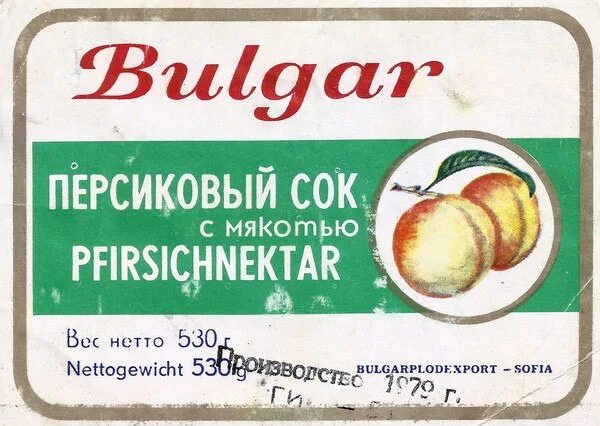 Bulgar
ПЕРСИКОВЫЙ СОК
с мякотью
PFIRSICHNEKTAR
Вес нетто 530 г
Nettogewicht 530 g
Производство 1979 г.
BULGARPLODEXPORT - SOFIA